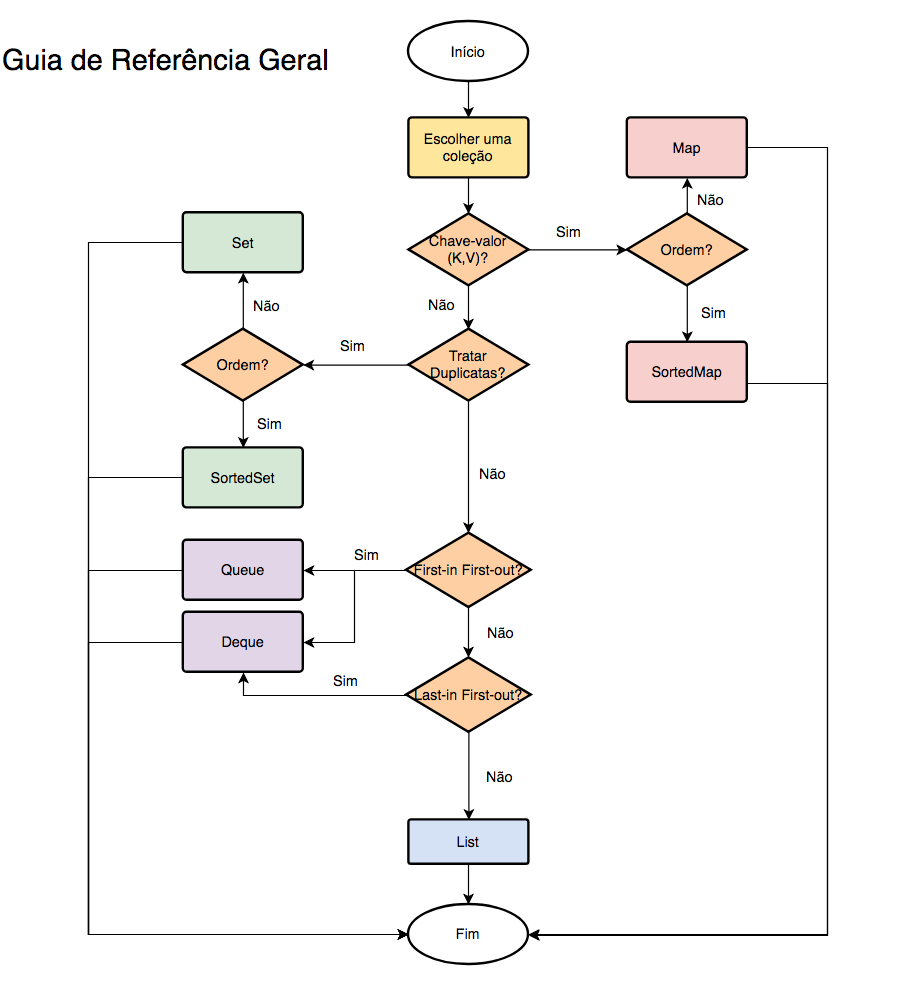 Guia de Referência Geral
Início
Escolher uma
coleção
Map
Não
Set
Chave-valor
(K,V)?
Sim
Ordem?
Não
Não
Sim
Ordem?
Sim
Tratar
Duplicatas?
SortedMap
Sim
SortedSet
Não
Queue
Sim
First-in First-out?
Deque
Não
Sim
Last-in First-out?
Não
List
Fim